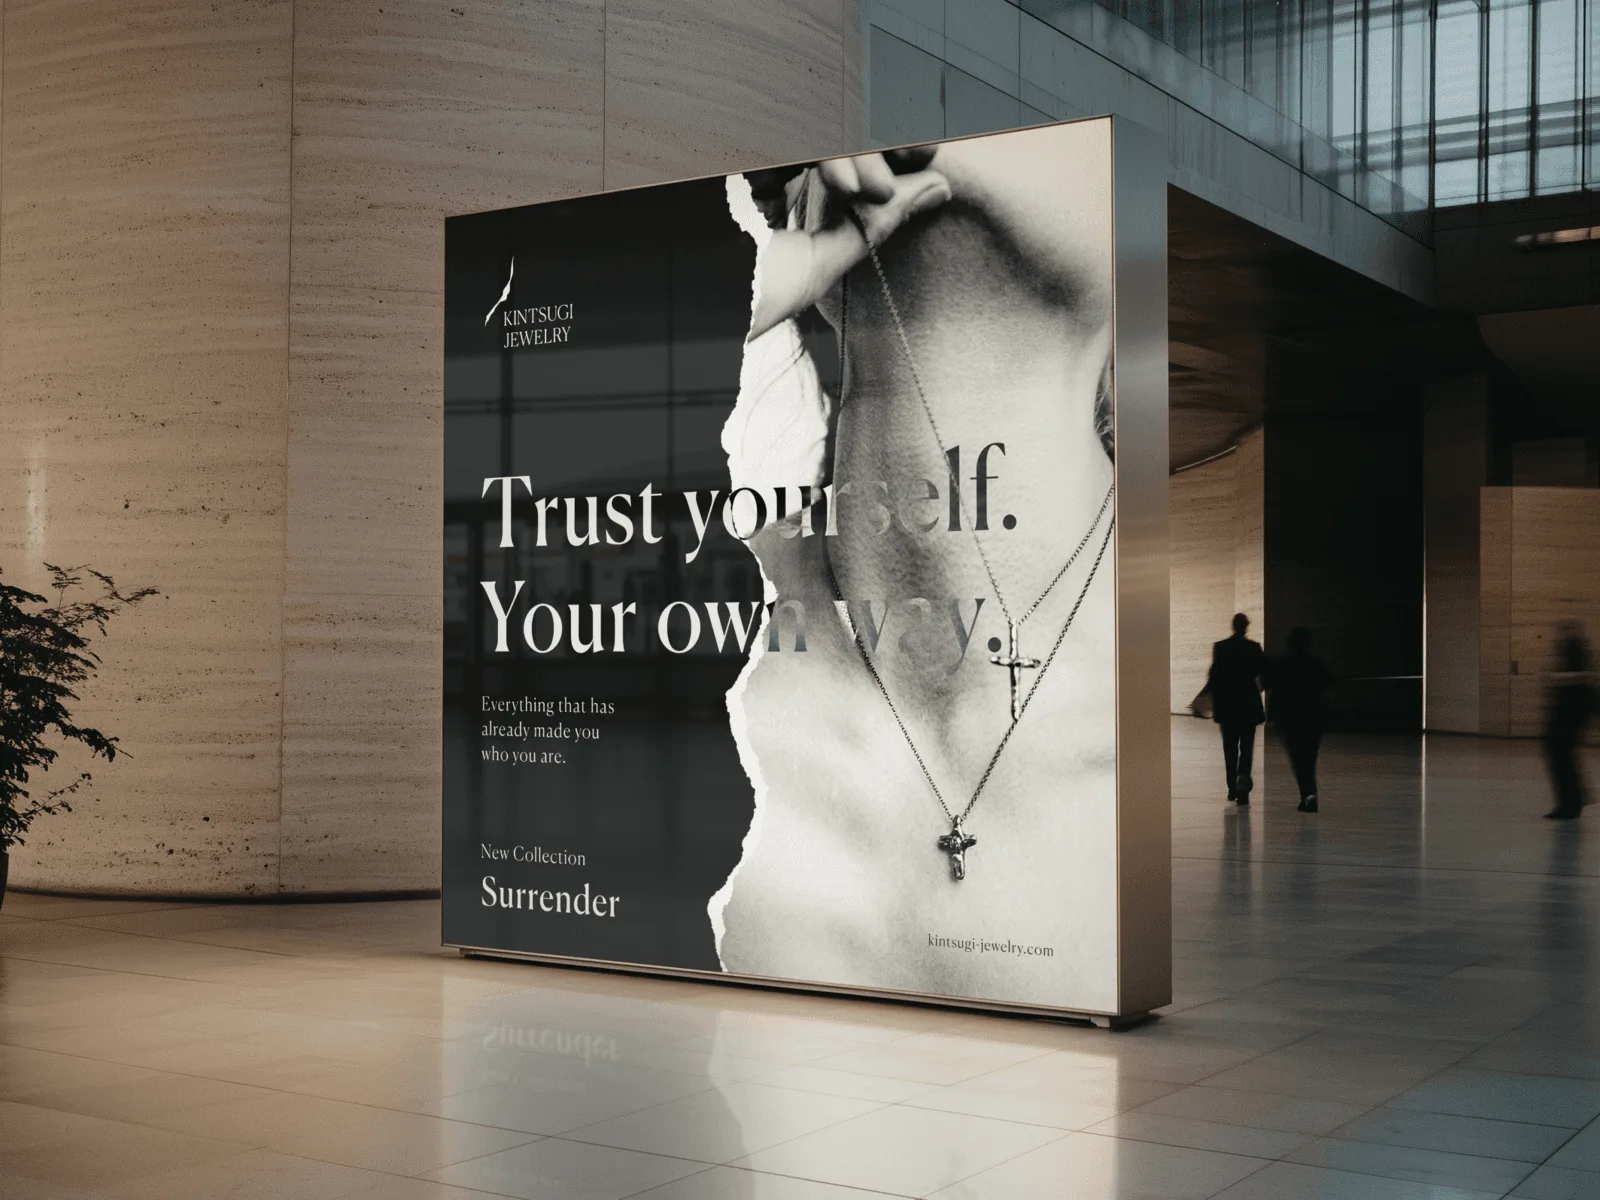 KINTSUGI
JEWELRY
Trust yourself.
Your own way.
Everything that has
already made you
who you are.
New Collection
Surrender
kintsugi-jewelry.com
Surrender